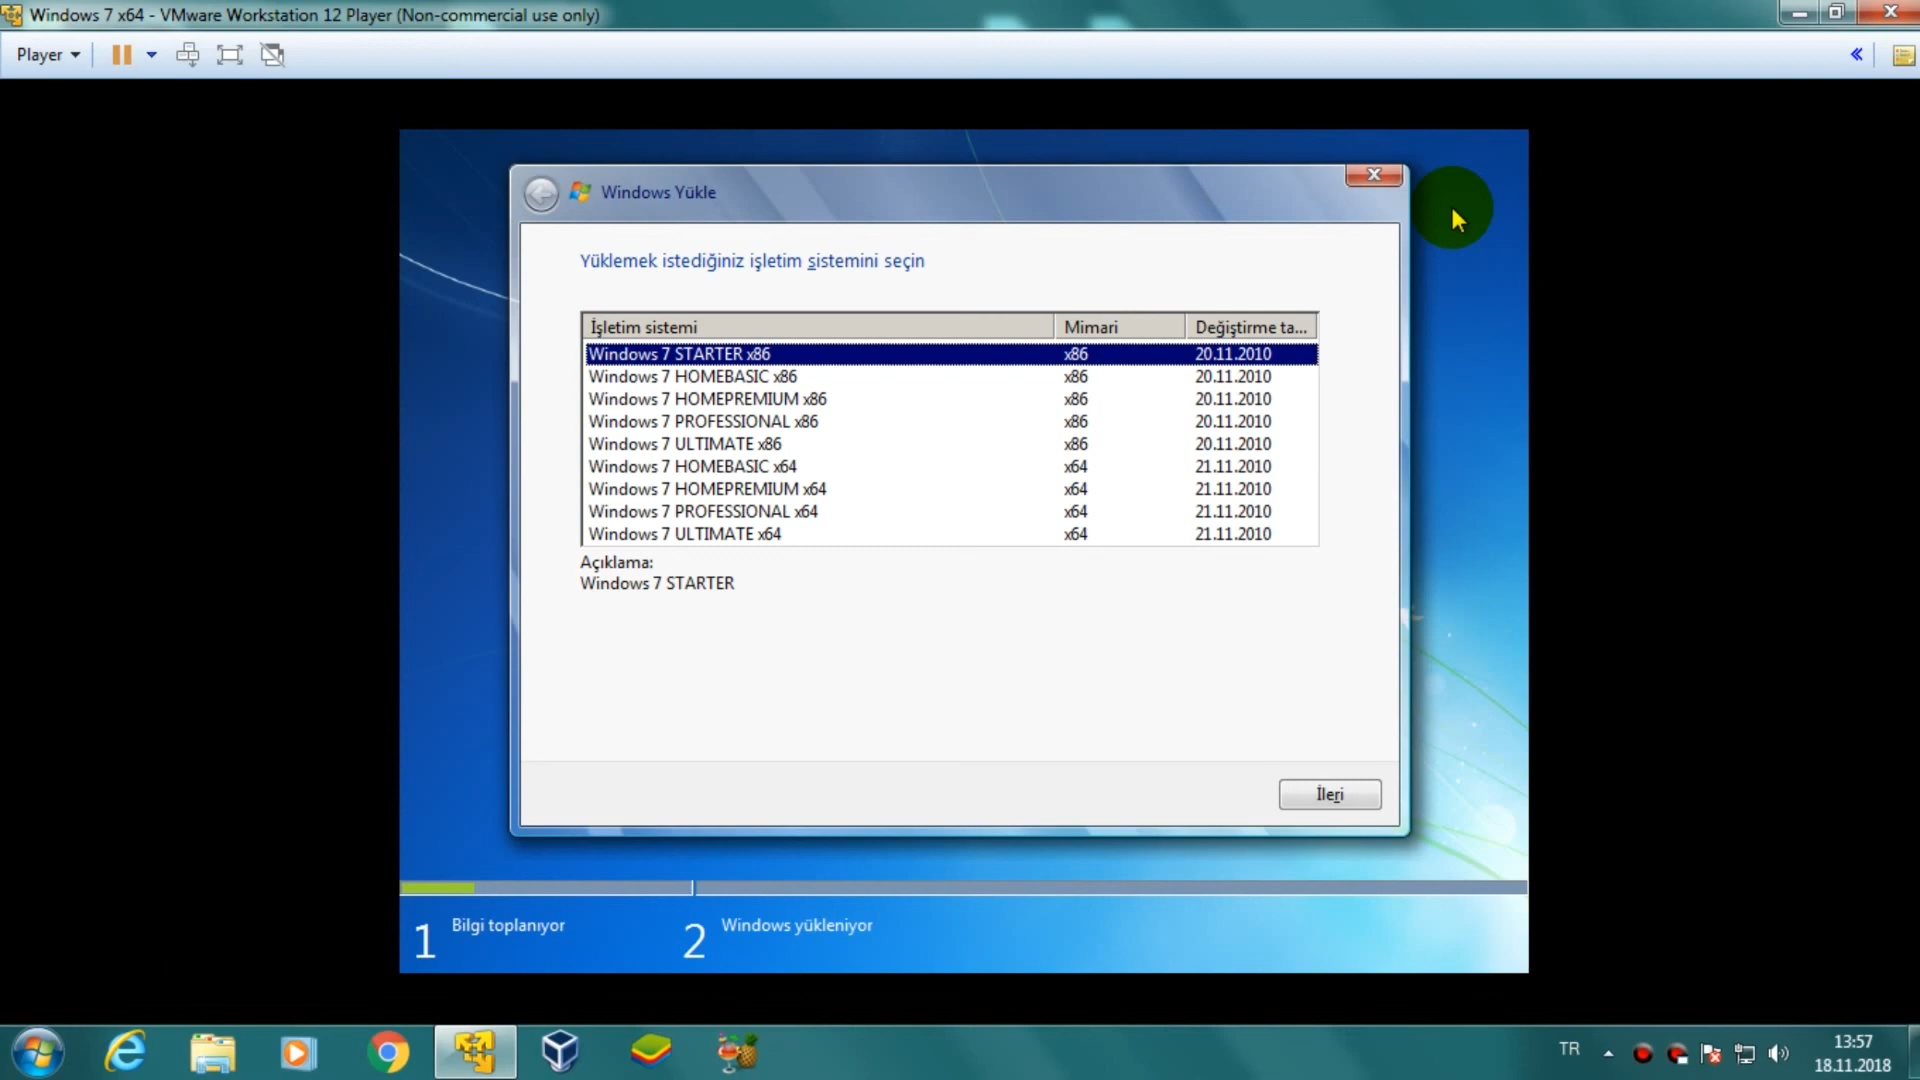 Windows 7 x64 - VMware Workstation 12 Player (Non-commercial use only)
Player
Windows Yükle
Yüklemek istediğiniz işletim sistemini seçin
İşletim sistemi Mimari Değiştirme ta...
Windows 7 STARTER x86 x86 20.11.2010
Windows 7 HOMEBASIC x86 x86 20.11.2010
Windows 7 HOMEPREMIUM x86 x86 20.11.2010
Windows 7 PROFESSIONAL x86 x86 20.11.2010
Windows 7 ULTIMATE x86 x86 20.11.2010
Windows 7 HOMEBASIC x64 x64 21.11.2010
Windows 7 HOMEPREMIUM x64 x64 21.11.2010
Windows 7 PROFESSIONAL x64 x64 21.11.2010
Windows 7 ULTIMATE x64 x64 21.11.2010
Açıklama:
Windows 7 STARTER
İleri
1 Bilgi toplanıyor 2 Windows yükleniyor
TR 13:57
18.11.2018